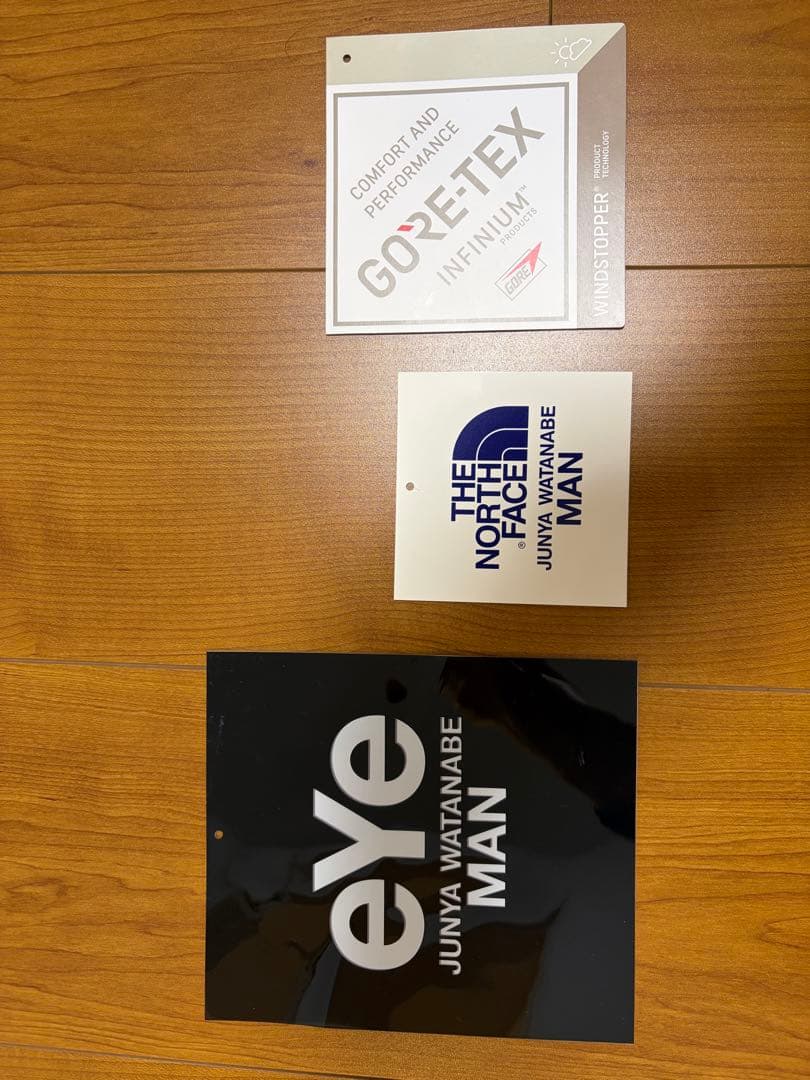 COMFORT AND
PERFORMANCE
GORE-TEX
INFINIUM™
PRODUCTS
GORE
WINDSTOPPER® PRODUCT
TECHNOLOGY
THE
NORTH
FACE
®
JUNYA WATANABE
MAN
eYe
JUNYA WATANABE
MAN